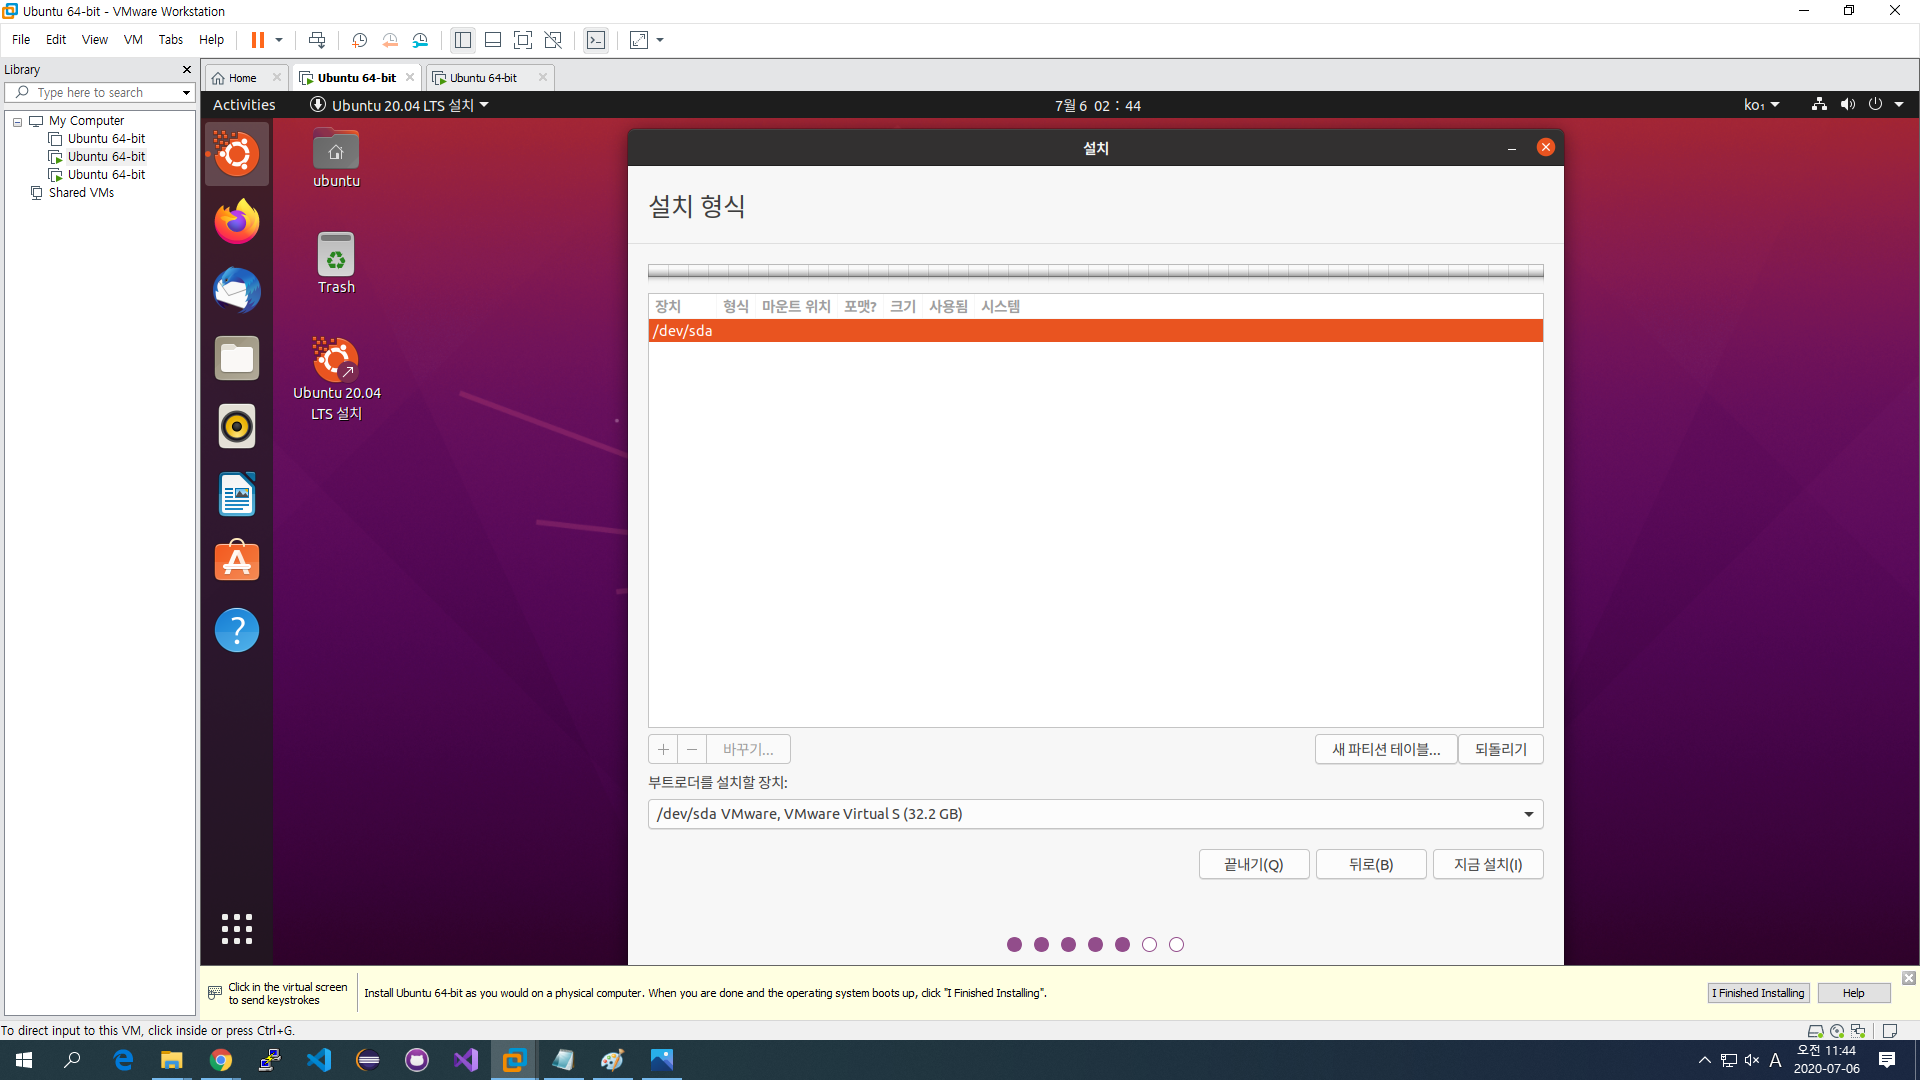 Ubuntu 64-bit - VMware Workstation
File Edit View VM Tabs Help
Library
Type here to search
My Computer
Ubuntu 64-bit
Ubuntu 64-bit
Ubuntu 64-bit
Shared VMs
Home
Ubuntu 64-bit
Ubuntu 64-bit
Activities
Ubuntu 20.04 LTS 설치
7월 6 02 : 44
ko₁
ubuntu
Trash
Ubuntu 20.04
LTS 설치
설치
설치 형식
장치 형식 마운트 위치 포맷? 크기 사용됨 시스템
/dev/sda
+ − 바꾸기...
새 파티션 테이블... 되돌리기
부트로더를 설치할 장치:
/dev/sda VMware, VMware Virtual S (32.2 GB)
끝내기(Q) 뒤로(B) 지금 설치(I)
Click in the virtual screen
to send keystrokes
Install Ubuntu 64-bit as you would on a physical computer. When you are done and the operating system boots up, click "I Finished Installing".
I Finished Installing
Help
To direct input to this VM, click inside or press Ctrl+G.
A
오전 11:44
2020-07-06